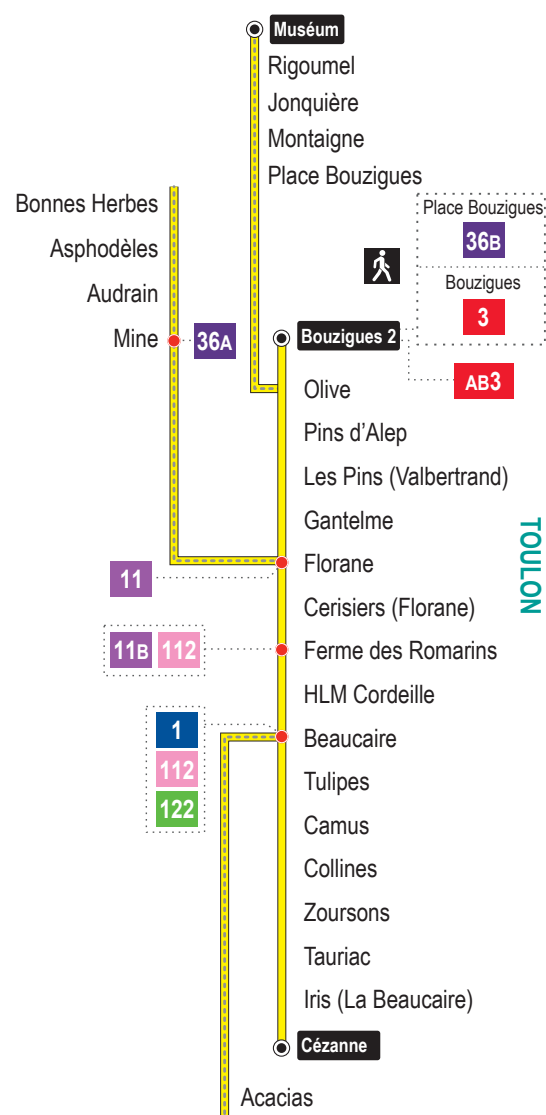 Muséum
Rigoumel
Jonquière
Montaigne
Place Bouzigues
Bonnes Herbes
Asphodèles
Audrain
Mine
36A
Place Bouzigues
36B
Bouzigues
3
AB3
Bouzigues 2
Olive
Pins d'Alep
Les Pins (Valbertrand)
Gantelme
Florane
11
Cerisiers (Florane)
Ferme des Romarins
11B 112
HLM Cordeille
Beaucaire
1
112
122
Tulipes
Camus
Collines
Zoursons
Tauriac
Iris (La Beaucaire)
Cézanne
Acacias
TOULON